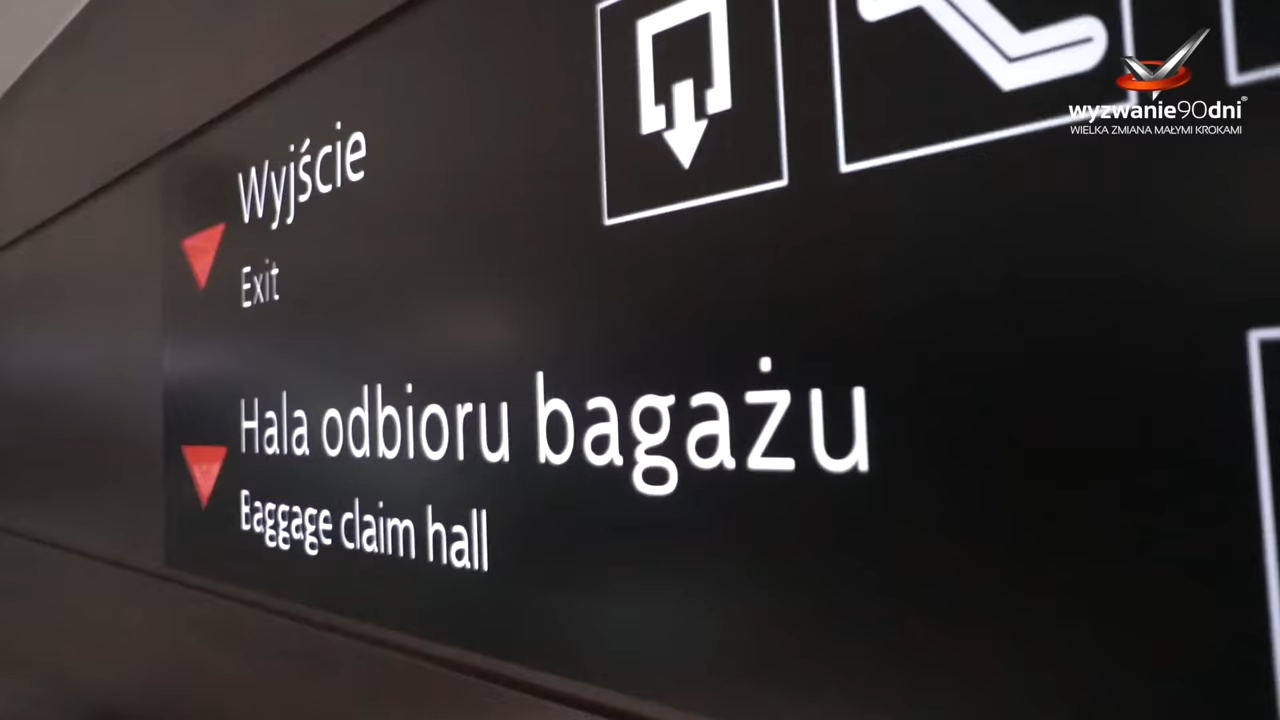 Wyjście
Exit
Hala odbioru bagażu
Baggage claim hall
wyzwanie90dni®
WIELKA ZMIANA MAŁYMI KROKAMI